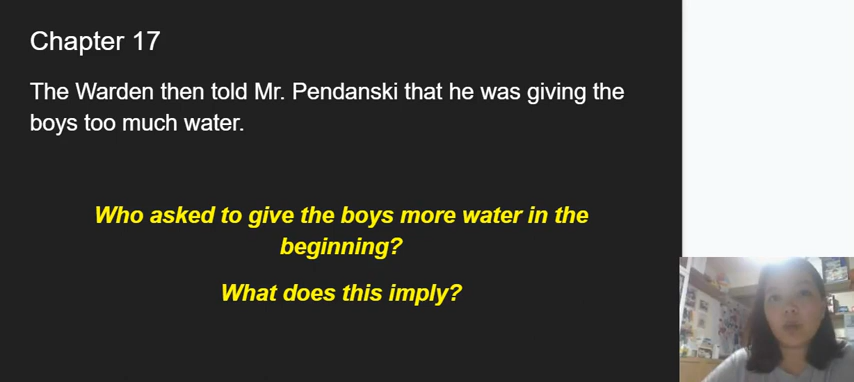 Chapter 17
The Warden then told Mr. Pendanski that he was giving the
boys too much water.
Who asked to give the boys more water in the
beginning?
What does this imply?